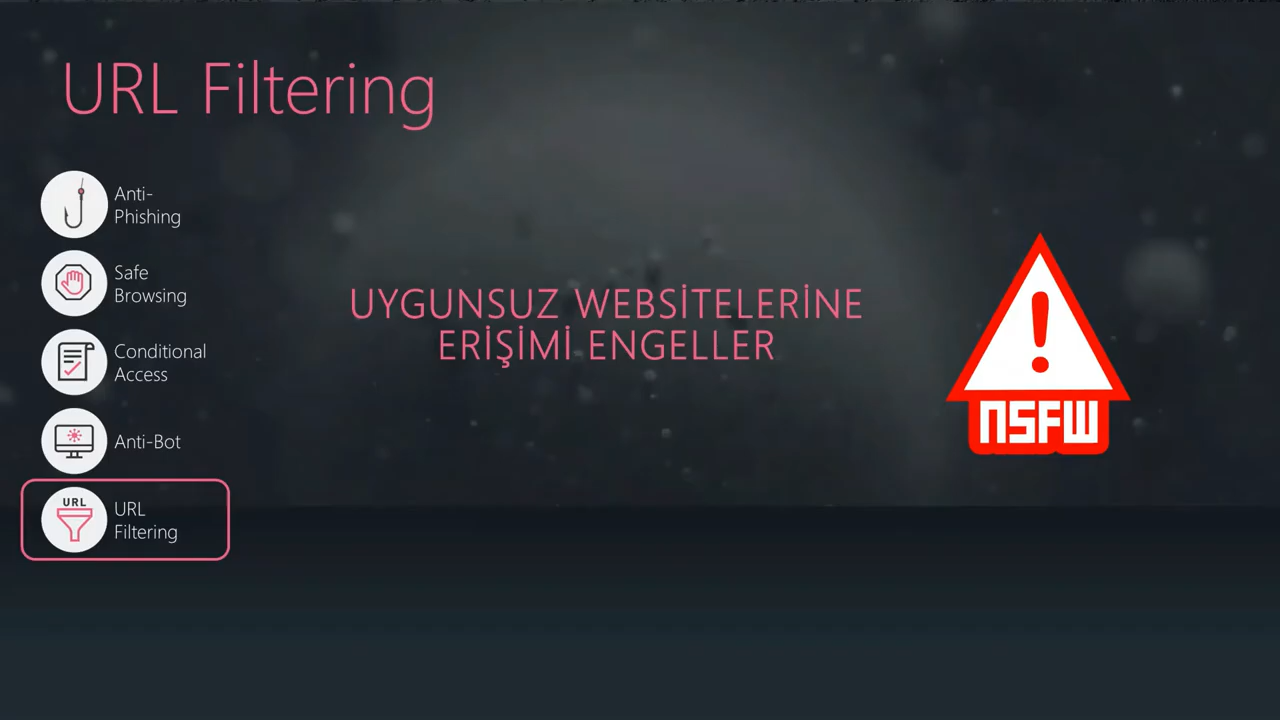 URL Filtering
Anti-
Phishing
Safe
Browsing
Conditional
Access
Anti-Bot
URL
URL
Filtering
UYGUNSUZ WEBSİTELERİNE
ERİŞİMİ ENGELLER
!
NSFW